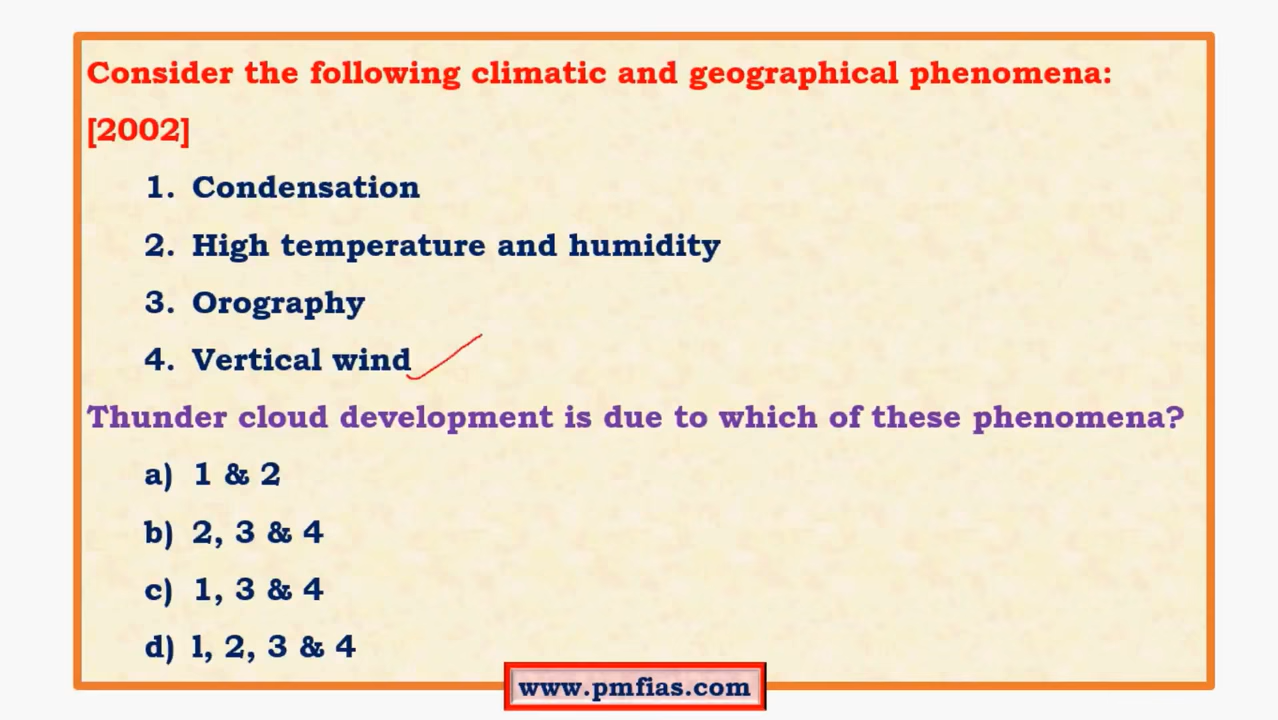 Consider the following climatic and geographical phenomena:
[2002]
1. Condensation
2. High temperature and humidity
3. Orography
4. Vertical wind
Thunder cloud development is due to which of these phenomena?
a) 1 & 2
b) 2, 3 & 4
c) 1, 3 & 4
d) l, 2, 3 & 4
www.pmfias.com